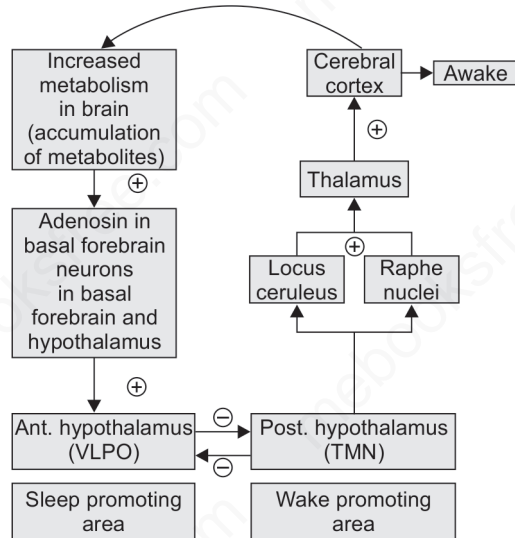 Increased
metabolism
in brain
(accumulation
of metabolites)
Cerebral
cortex
Awake
⊕
⊕
Thalamus
Adenosin in
basal forebrain
neurons
in basal
forebrain and
hypothalamus
⊕
Locus
ceruleus
Raphe
nuclei
⊕
Ant. hypothalamus
(VLPO)
⊖
⊖
Post. hypothalamus
(TMN)
Sleep promoting
area
Wake promoting
area